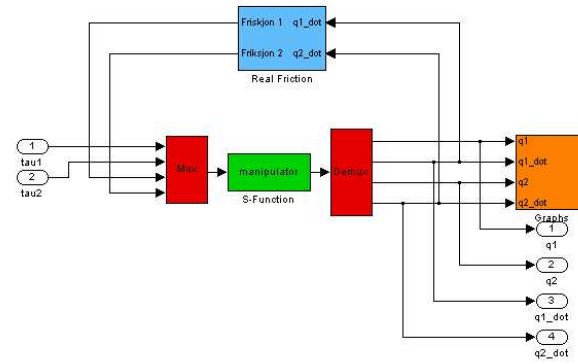 Friskjon 1 q1_dot
Friksjon 2 q2_dot
Real Friction
1
tau1
2
tau2
Mux
manipulator
S-Function
Demux
q1
q1_dot
q2
q2_dot
Graphs
1
q1
2
q2
3
q1_dot
4
q2_dot